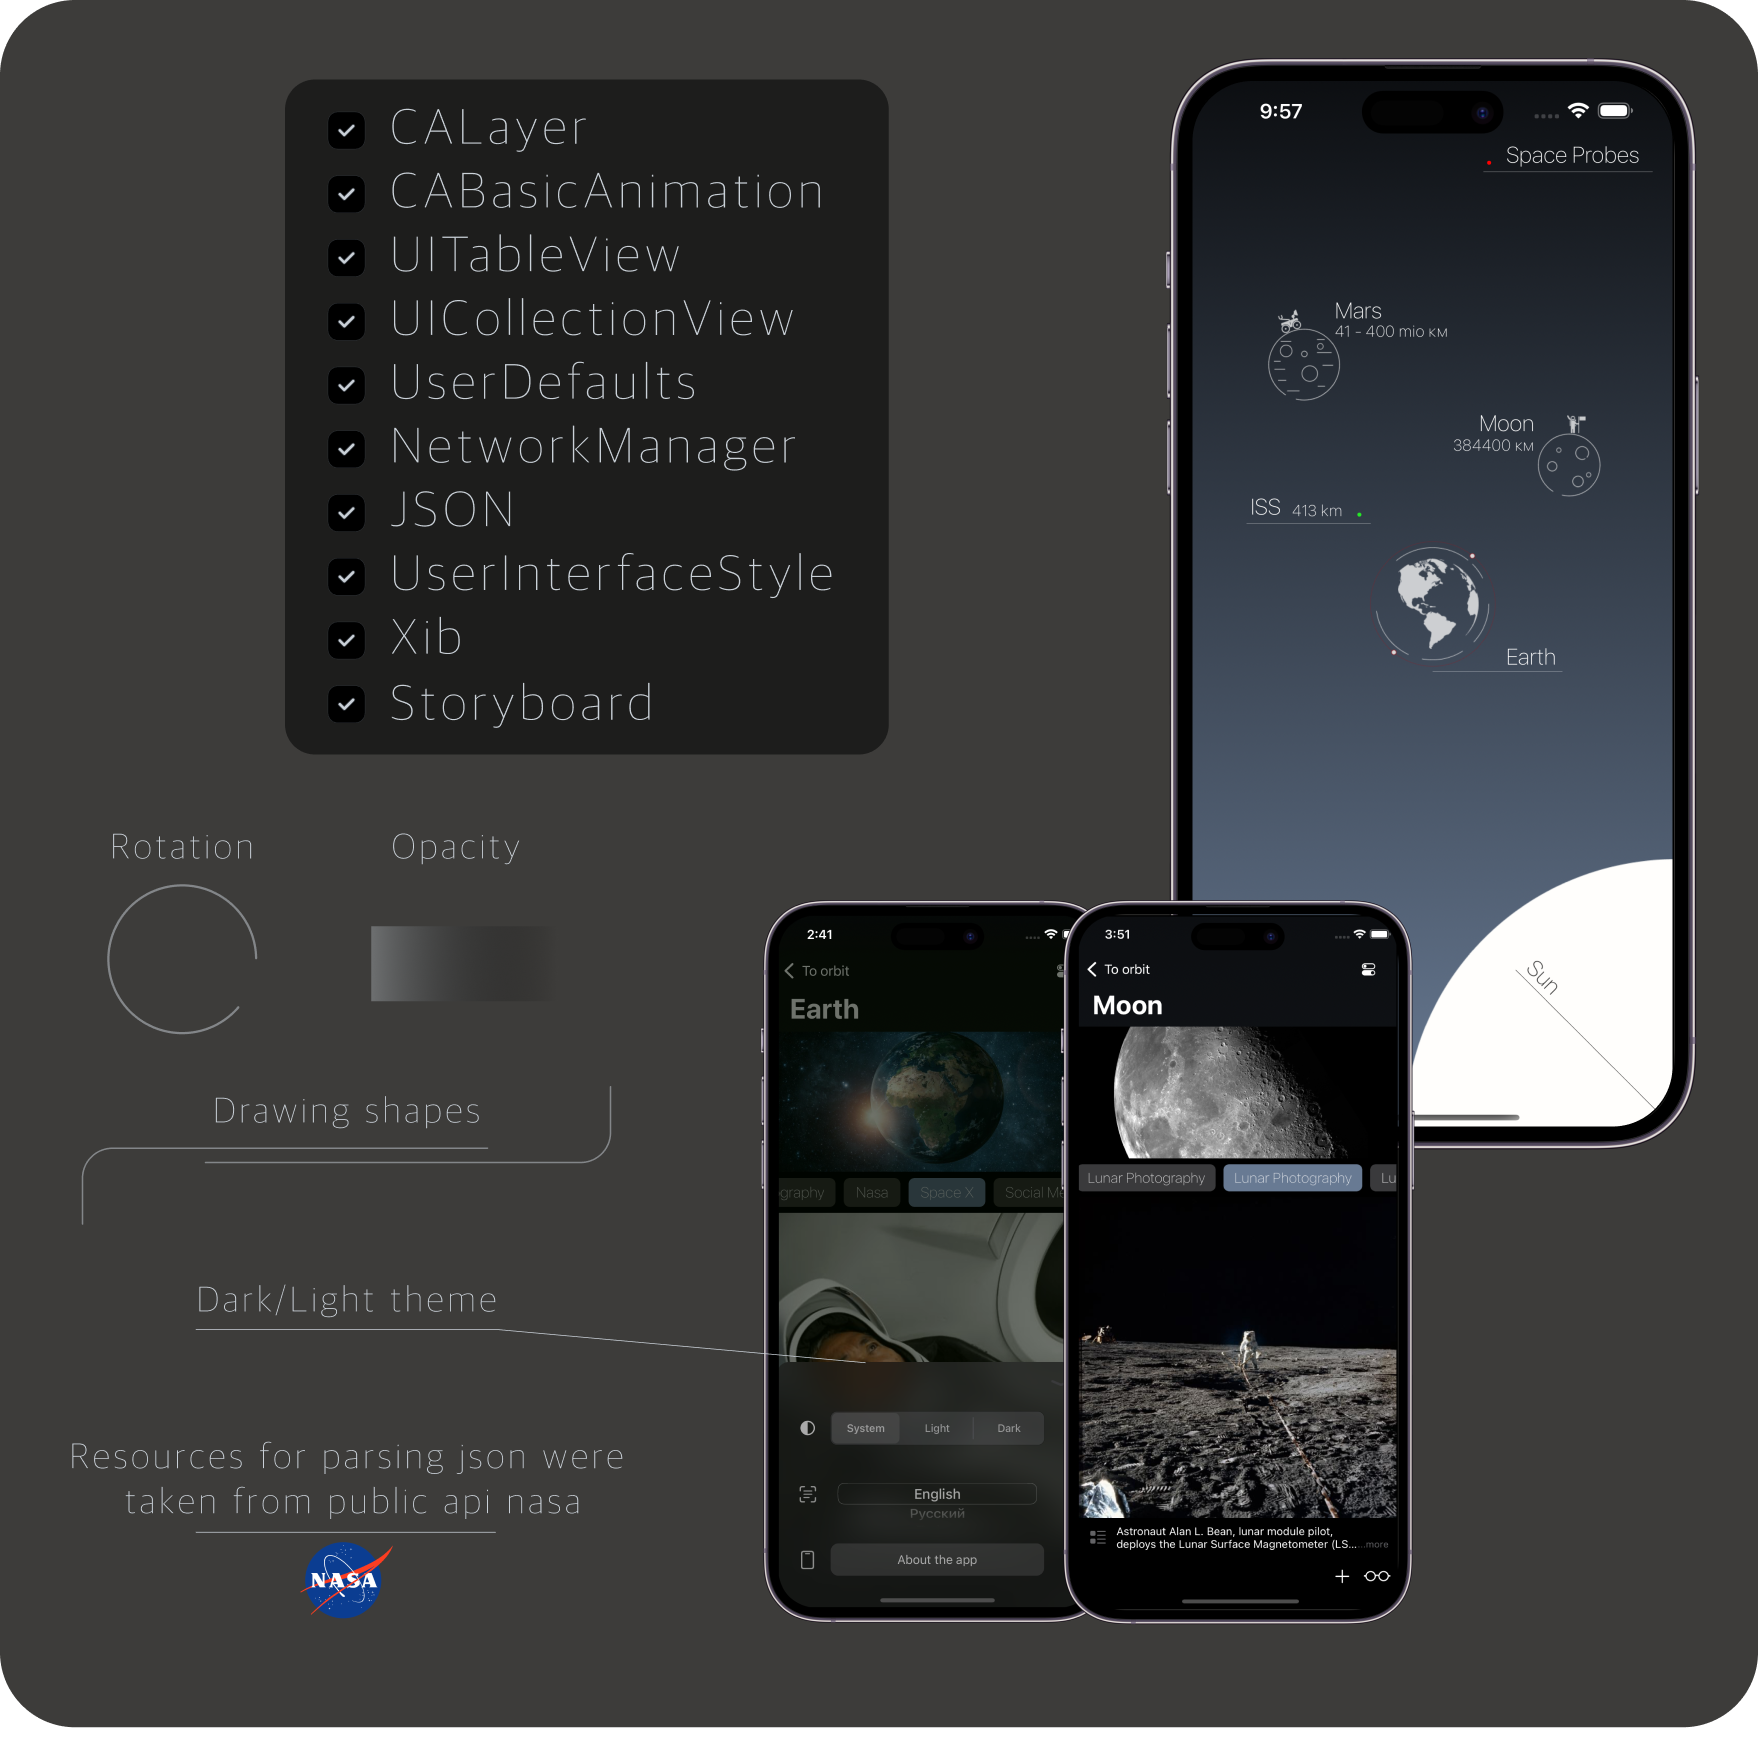 CALayer
CABasicAnimation
UITableView
UICollectionView
UserDefaults
NetworkManager
JSON
UserInterfaceStyle
Xib
Storyboard
Rotation
Opacity
Drawing shapes
Dark/Light theme
Resources for parsing json were
taken from public api nasa
NASA
9:57
Space Probes
Mars
41 - 400 mio км
Moon
384400 км
ISS 413 km
Earth
Sun
2:41
To orbit
Earth
ography
Nasa
Space X
Social Me
System
Light
Dark
English
Русский
About the app
3:51
To orbit
Moon
Lunar Photography
Lunar Photography
Lu
Astronaut Alan L. Bean, lunar module pilot,
deploys the Lunar Surface Magnetometer (LS... ...more